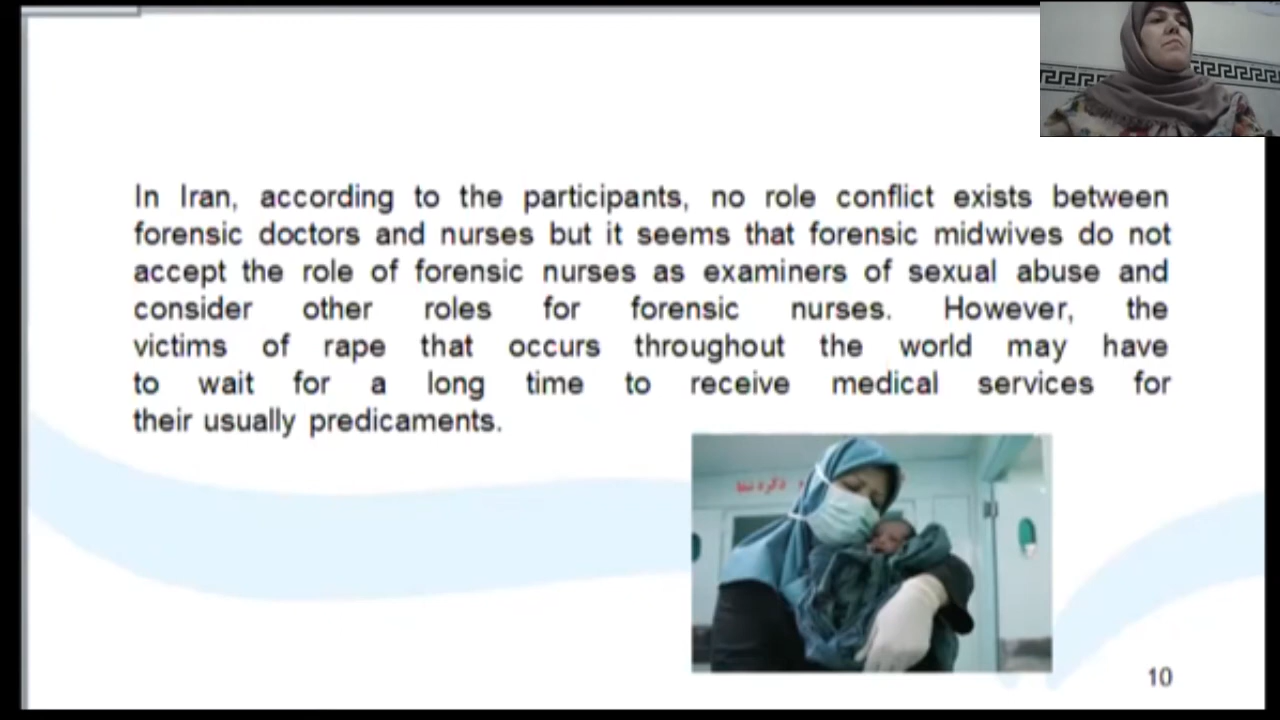 In Iran, according to the participants, no role conflict exists between
forensic doctors and nurses but it seems that forensic midwives do not
accept the role of forensic nurses as examiners of sexual abuse and
consider other roles for forensic nurses. However, the
victims of rape that occurs throughout the world may have
to wait for a long time to receive medical services for
their usually predicaments.
10